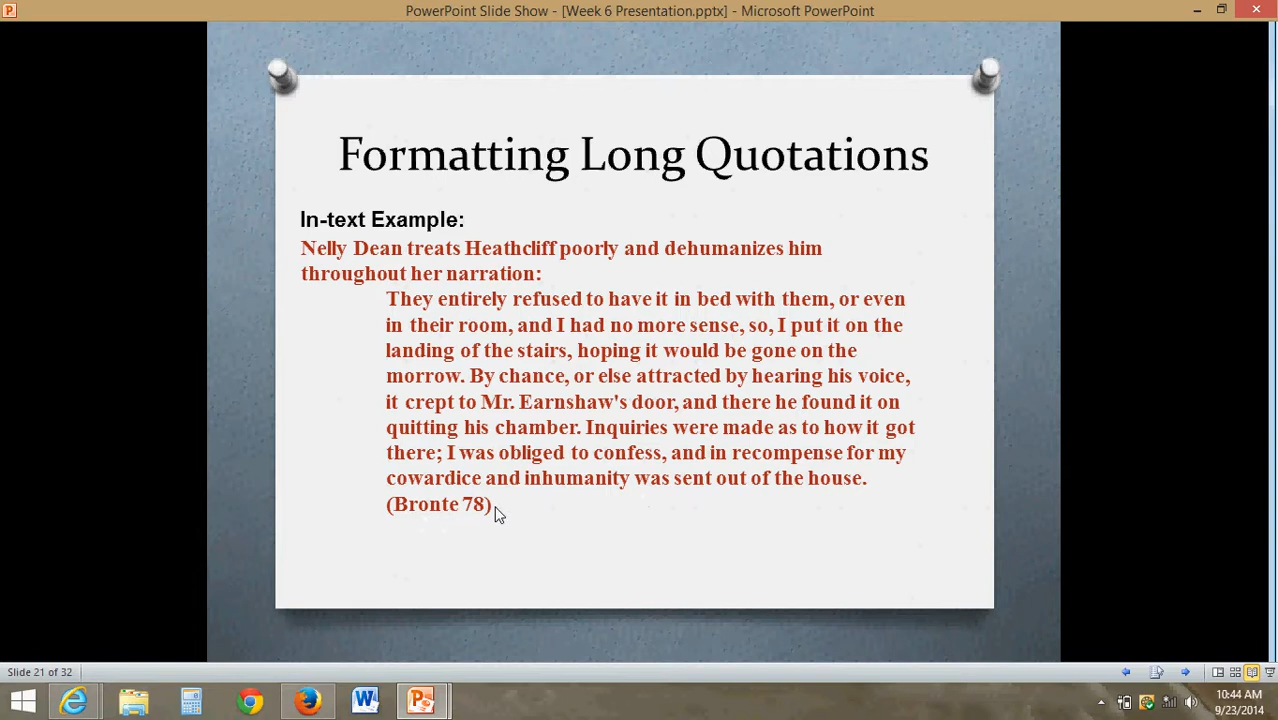 PowerPoint Slide Show - [Week 6 Presentation.pptx] - Microsoft PowerPoint
Formatting Long Quotations
In-text Example:
Nelly Dean treats Heathcliff poorly and dehumanizes him
throughout her narration:
They entirely refused to have it in bed with them, or even
in their room, and I had no more sense, so, I put it on the
landing of the stairs, hoping it would be gone on the
morrow. By chance, or else attracted by hearing his voice,
it crept to Mr. Earnshaw's door, and there he found it on
quitting his chamber. Inquiries were made as to how it got
there; I was obliged to confess, and in recompense for my
cowardice and inhumanity was sent out of the house.
(Bronte 78)
Slide 21 of 32
10:44 AM
9/23/2014